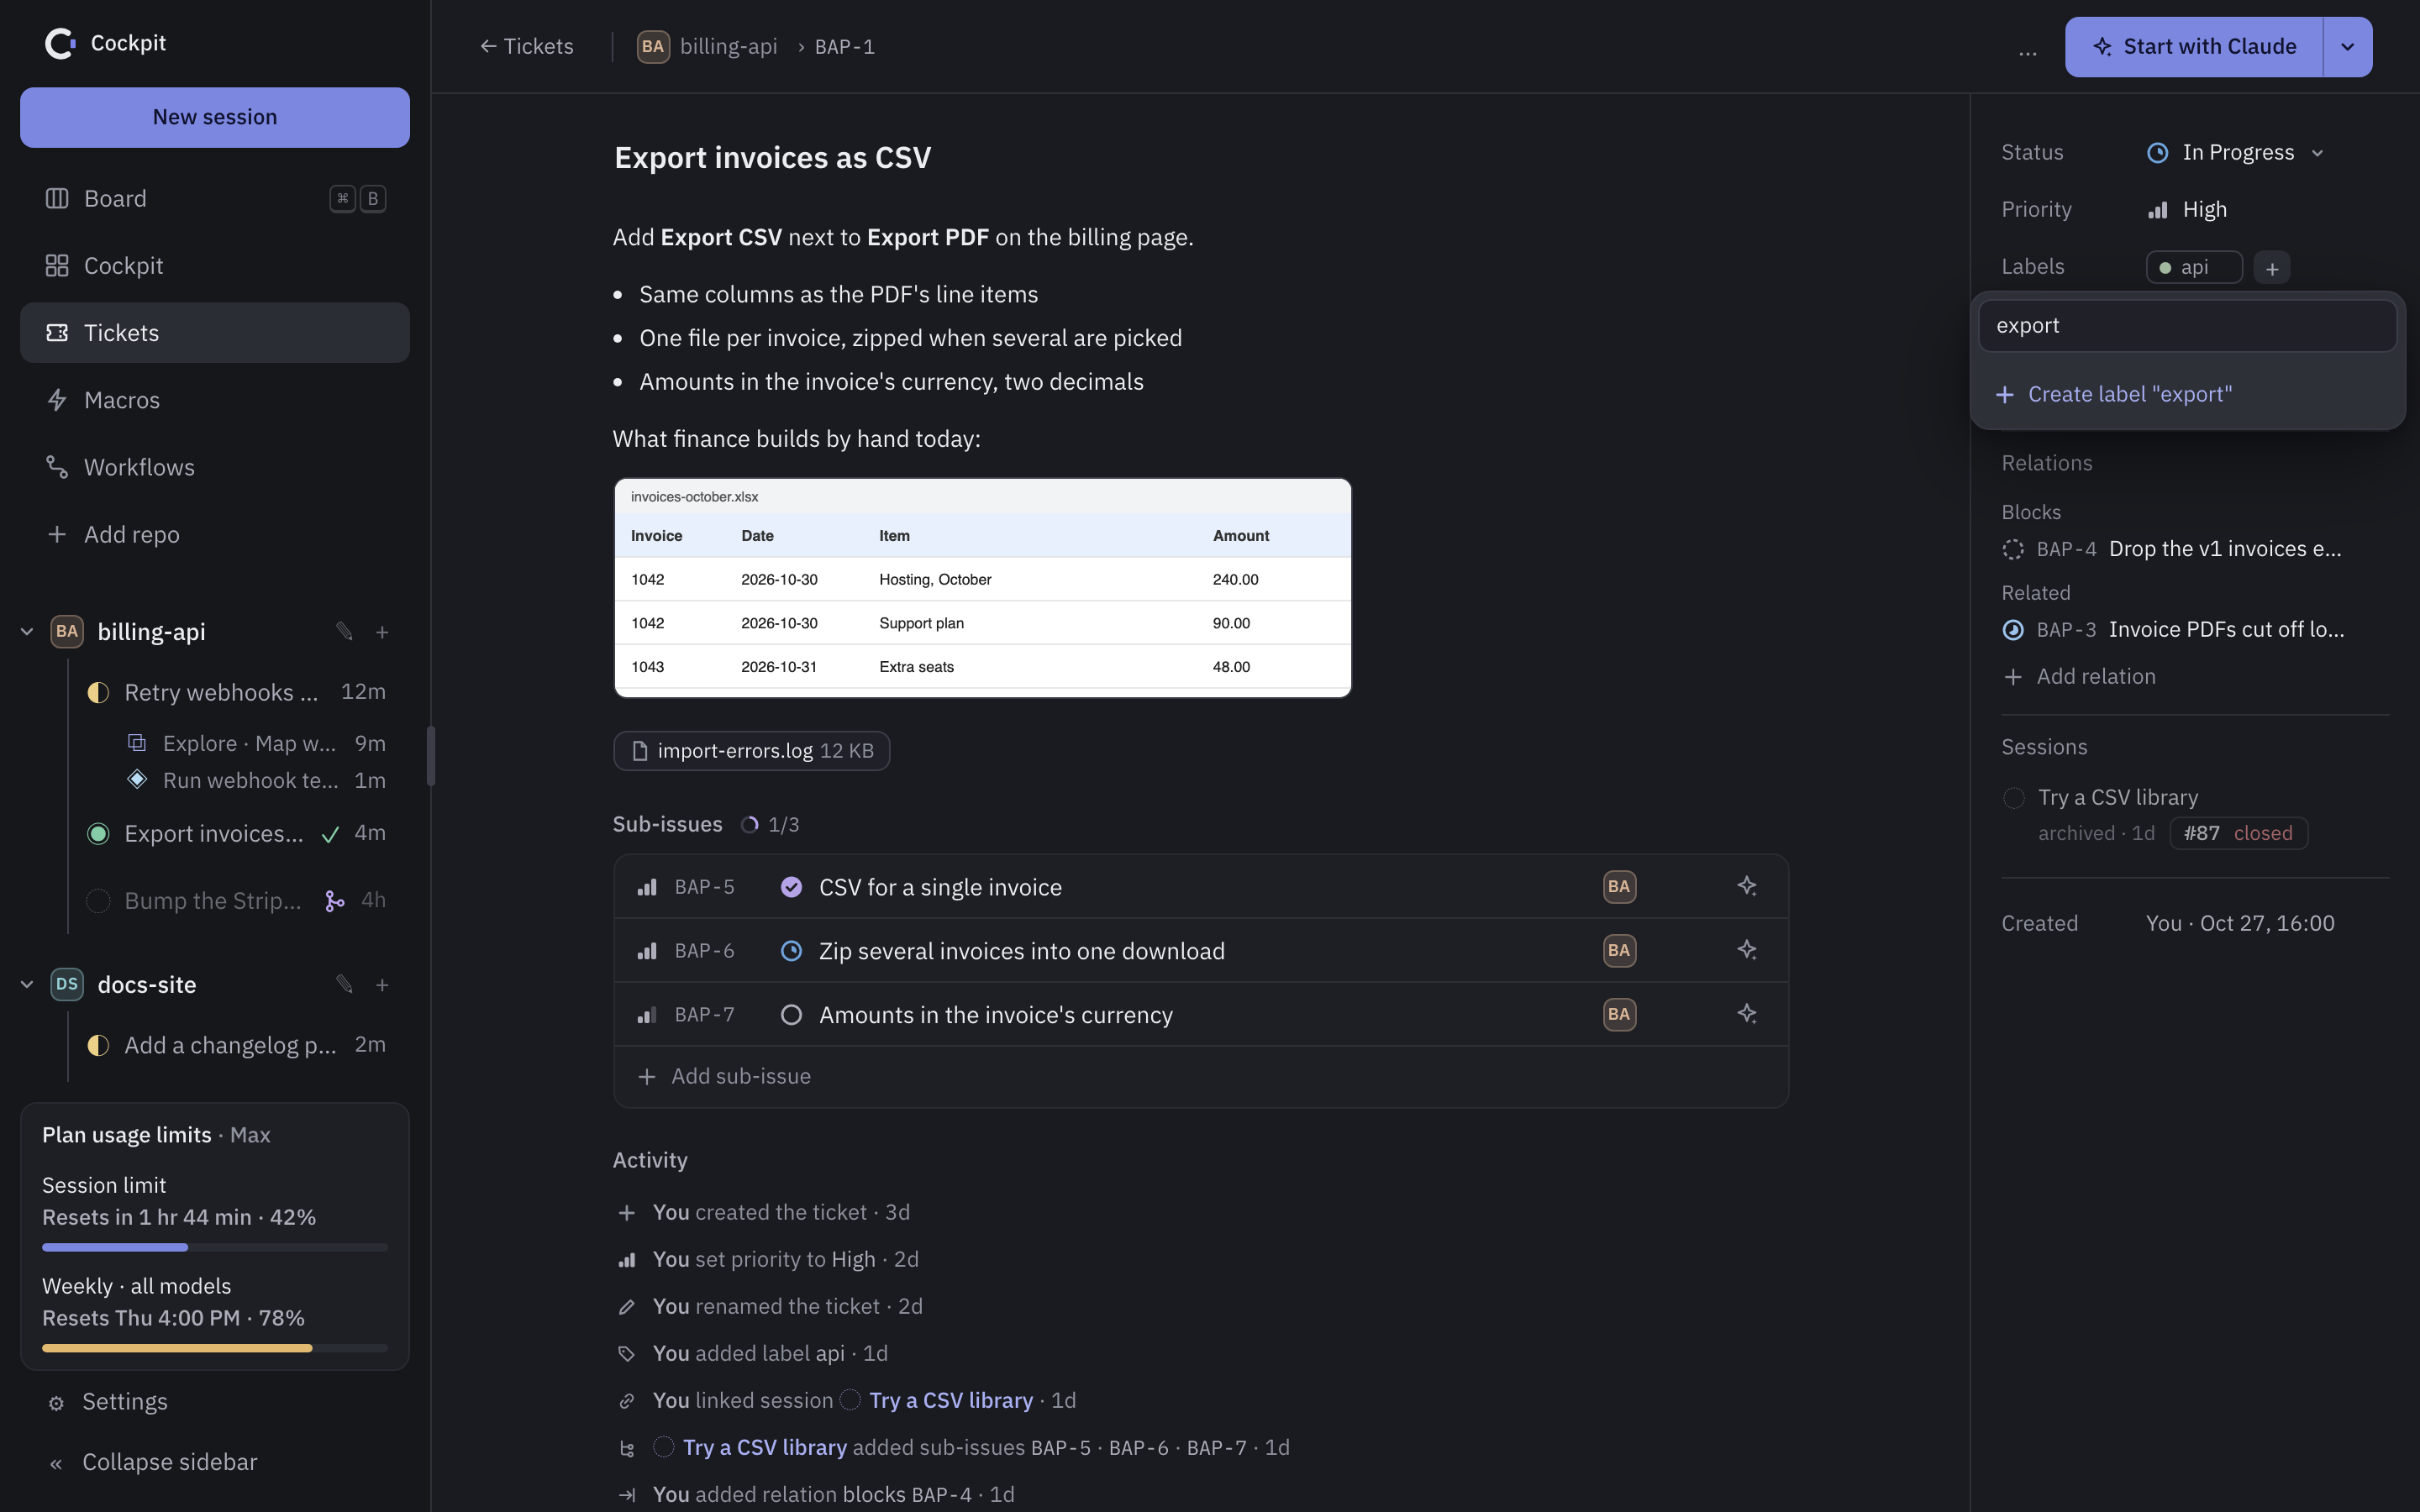 Cockpit
New session
Board ⌘ B
Cockpit
Tickets
Macros
Workflows
Add repo
BA billing-api
Retry webhooks ... 12m
Explore · Map w... 9m
Run webhook te... 1m
Export invoices... 4m
Bump the Strip... 4h
DS docs-site
Add a changelog p... 2m
Plan usage limits · Max
Session limit
Resets in 1 hr 44 min · 42%
Weekly · all models
Resets Thu 4:00 PM · 78%
Settings
« Collapse sidebar
← Tickets
BA billing-api › BAP-1
... Start with Claude
Export invoices as CSV
Add Export CSV next to Export PDF on the billing page.
• Same columns as the PDF's line items
• One file per invoice, zipped when several are picked
• Amounts in the invoice's currency, two decimals
What finance builds by hand today:
invoices-october.xlsx
Invoice Date Item Amount
1042 2026-10-30 Hosting, October 240.00
1042 2026-10-30 Support plan 90.00
1043 2026-10-31 Extra seats 48.00
import-errors.log 12 KB
Sub-issues 1/3
BAP-5 CSV for a single invoice BA
BAP-6 Zip several invoices into one download BA
BAP-7 Amounts in the invoice's currency BA
+ Add sub-issue
Activity
You created the ticket · 3d
You set priority to High · 2d
You renamed the ticket · 2d
You added label api · 1d
You linked session Try a CSV library · 1d
Try a CSV library added sub-issues BAP-5 · BAP-6 · BAP-7 · 1d
You added relation blocks BAP-4 · 1d
Status In Progress
Priority High
Labels api +
export
+ Create label "export"
Relations
Blocks
BAP-4 Drop the v1 invoices e...
Related
BAP-3 Invoice PDFs cut off lo...
+ Add relation
Sessions
Try a CSV library
archived · 1d #87 closed
Created You · Oct 27, 16:00